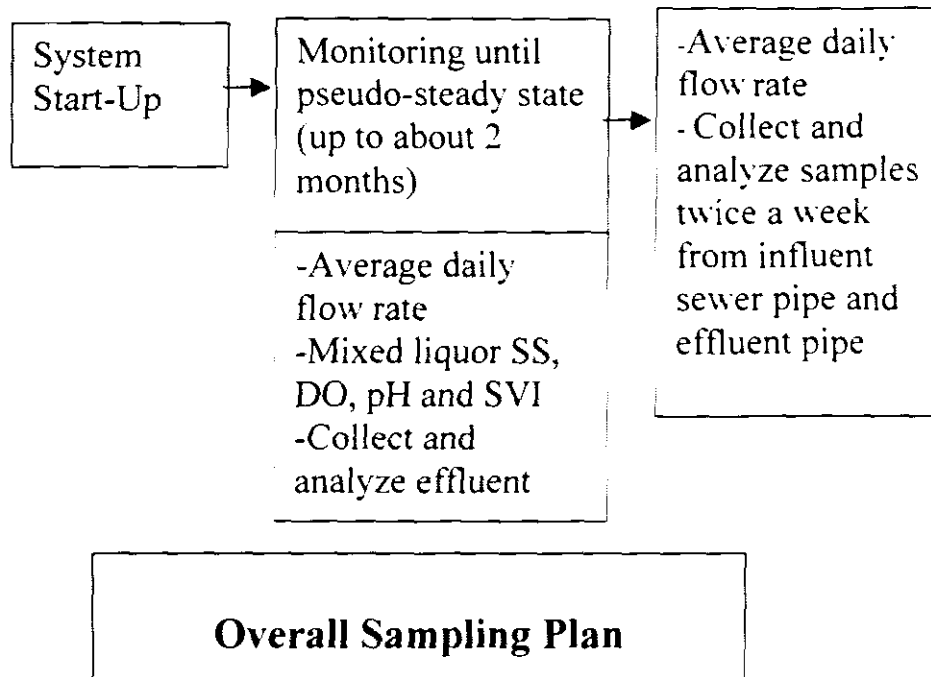 System
Start-Up
Monitoring until
pseudo-steady state
(up to about 2
months)
-Average daily
flow rate
-Mixed liquor SS,
DO, pH and SVI
-Collect and
analyze effluent
-Average daily
flow rate
- Collect and
analyze samples
twice a week
from influent
sewer pipe and
effluent pipe
Overall Sampling Plan